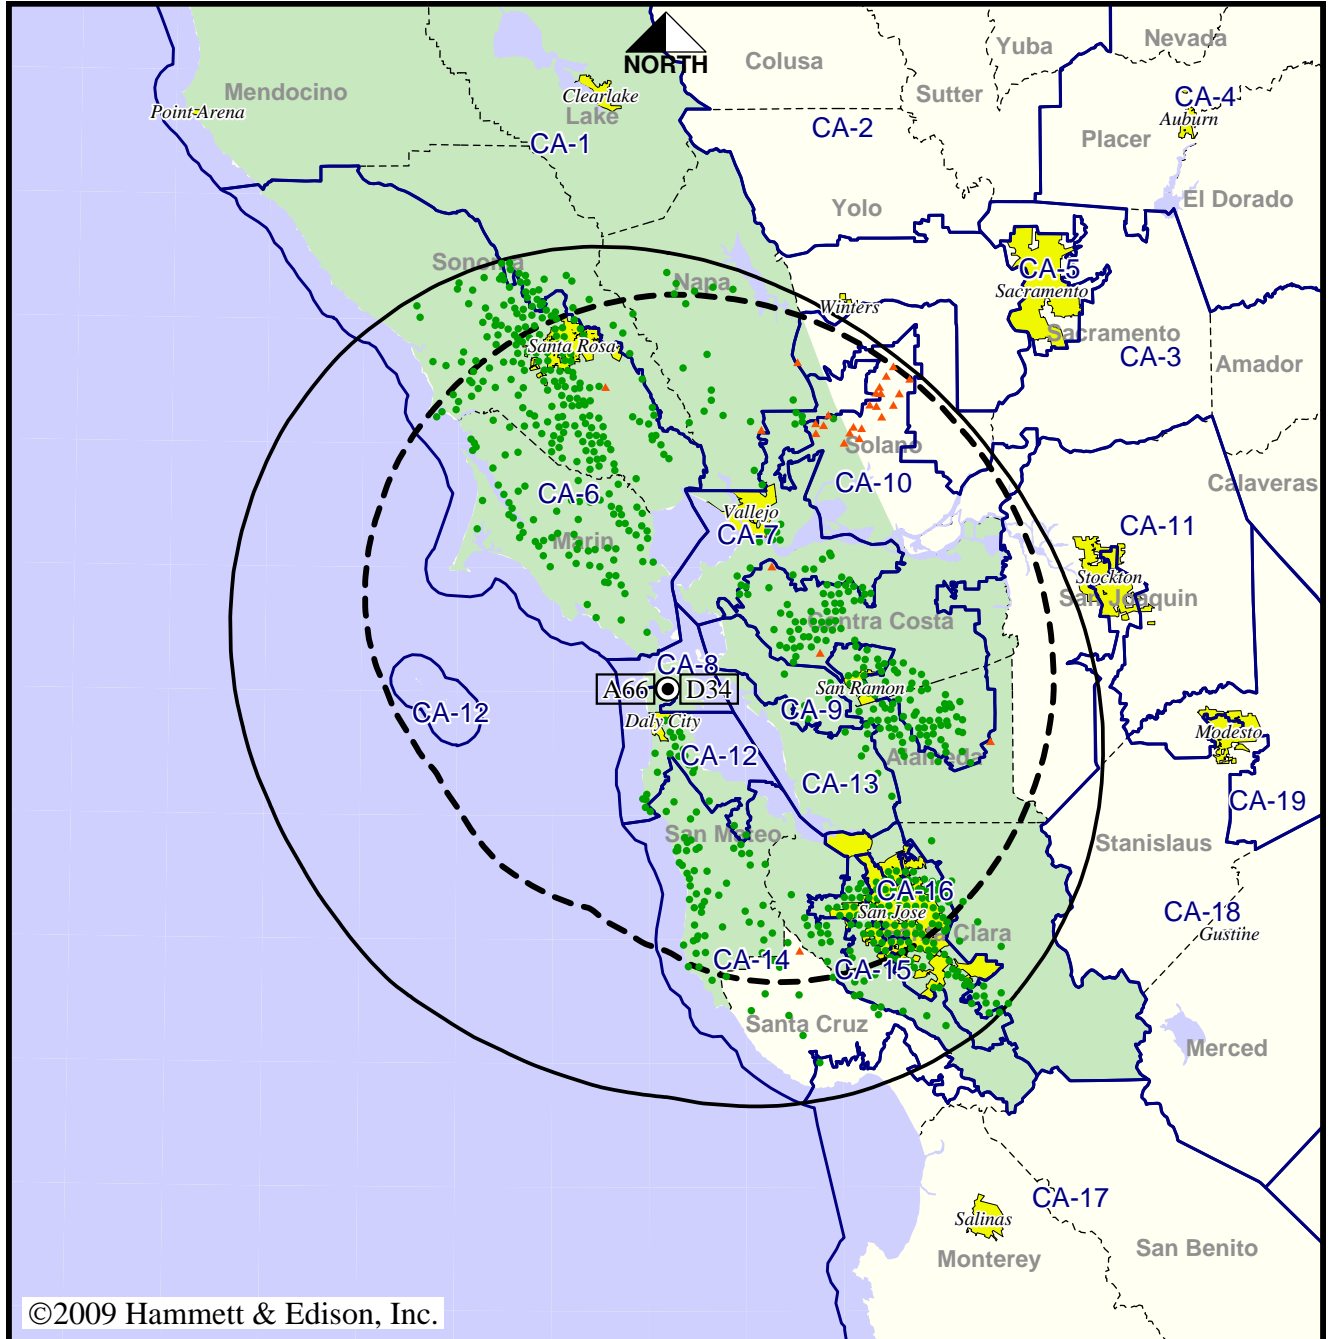 NORTH
Colusa
Yuba
Nevada
Mendocino
Clearlake
Lake
Sutter
CA-4
Point Arena
Auburn
CA-1
CA-2
Placer
Yolo
El Dorado
Sonoma
Napa
CA-5
Sacramento
Winters
Sacramento
Santa Rosa
CA-3
Amador
Solano
CA-6
CA-10
Calaveras
Vallejo
CA-7
CA-11
Marin
Stockton
San Joaquin
Contra Costa
CA-8
A66
D34
San Ramon
CA-12
CA-9
Daly City
Modesto
CA-12
Alameda
CA-13
CA-19
San Mateo
Stanislaus
CA-16
San Jose
CA-18
Gustine
Clara
CA-14
CA-15
Santa Cruz
Merced
CA-17
Salinas
Monterey
San Benito
©2009 Hammett & Edison, Inc.